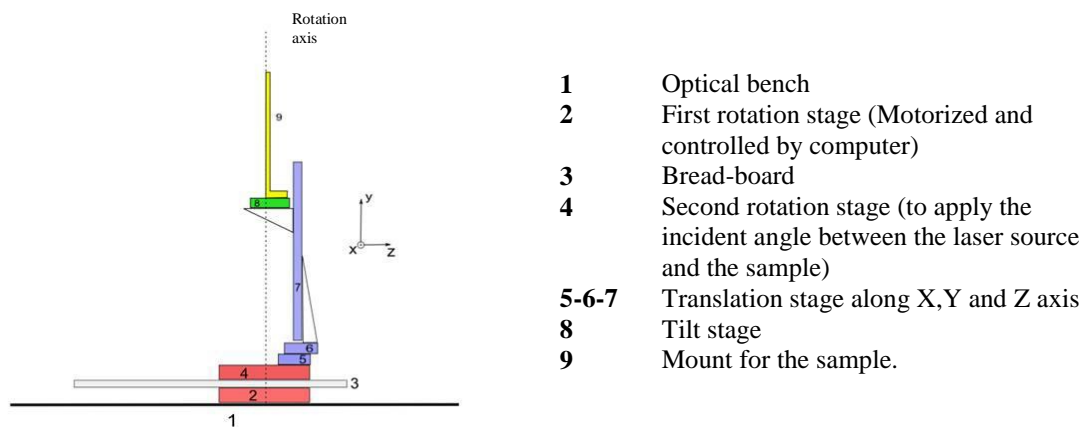 Rotation
axis
9
8
y
x
z
7
6
5
4
3
2
1
1 Optical bench
2 First rotation stage (Motorized and
controlled by computer)
3 Bread-board
4 Second rotation stage (to apply the
incident angle between the laser source
and the sample)
5-6-7 Translation stage along X,Y and Z axis
8 Tilt stage
9 Mount for the sample.